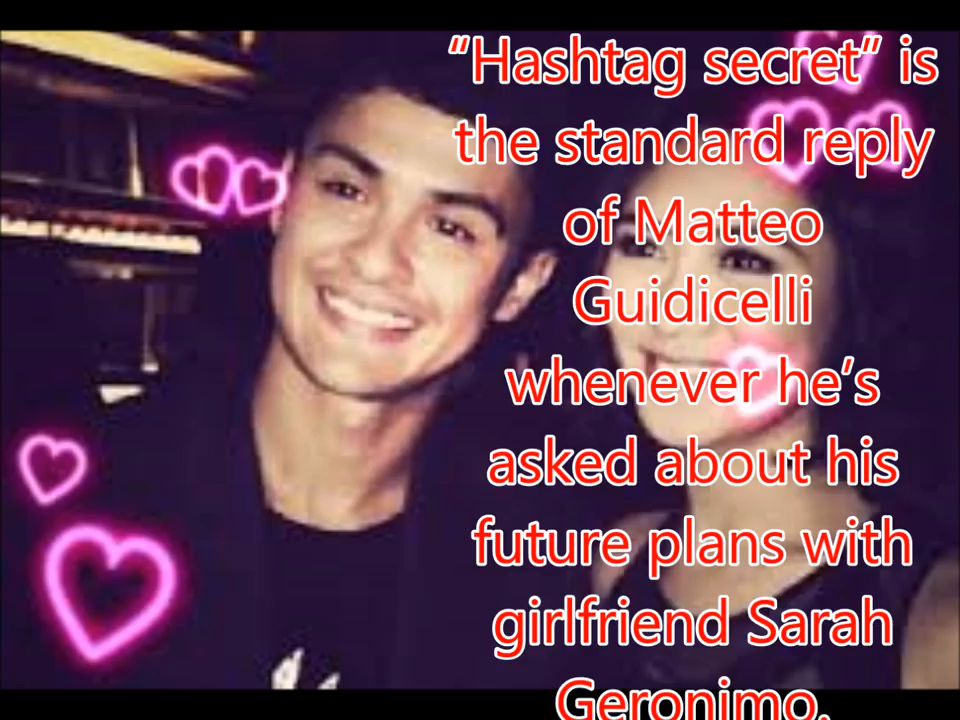 “Hashtag secret” is
the standard reply
of Matteo
Guidicelli
whenever he’s
asked about his
future plans with
girlfriend Sarah
Geronimo.